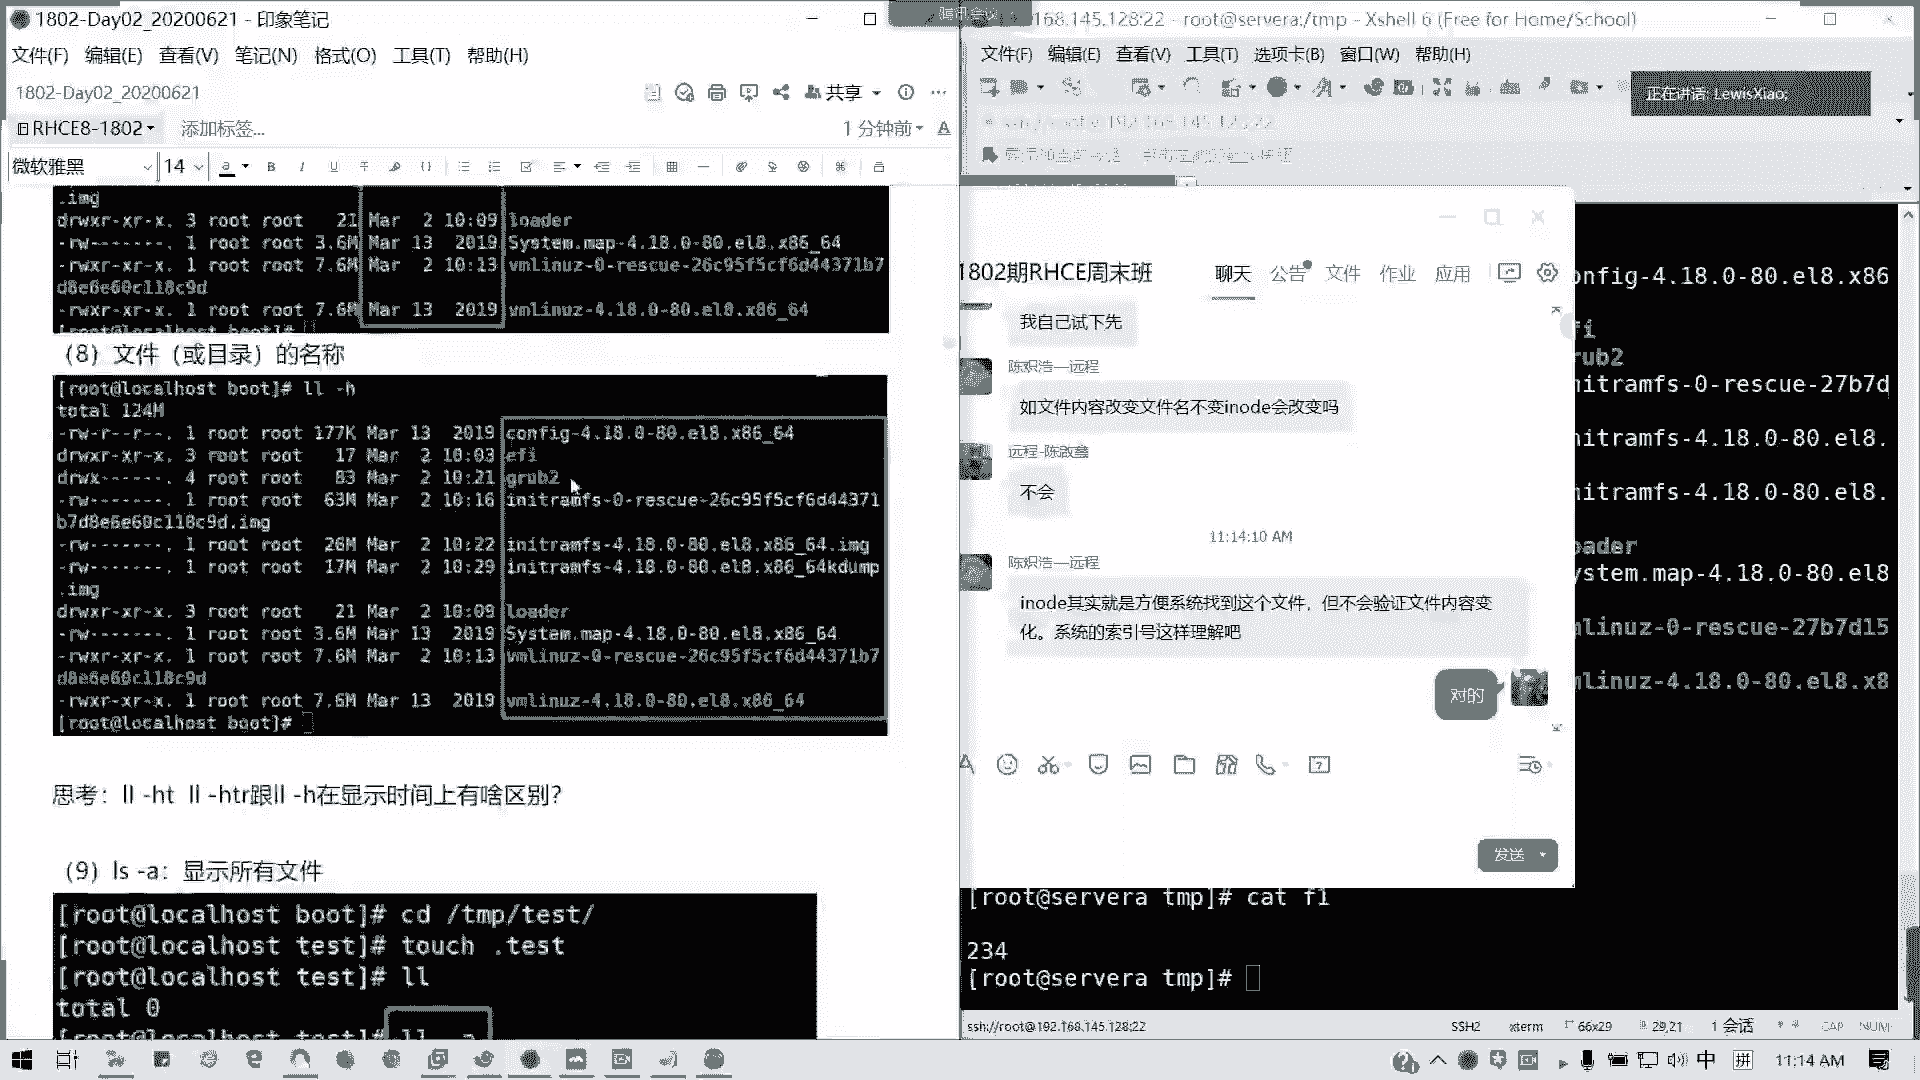 1802-Day02_20200621 - 印象笔记
文件(F) 编辑(E) 查看(V) 笔记(N) 格式(O) 工具(T) 帮助(H)
1802-Day02_20200621
共享
RHCE8-1802
添加标签...
1 分钟前
微软雅黑
14
.img
drwxr-xr-x. 3 root root 21 Mar 2 10:09 loader
-rw-------. 1 root root 3.6M Mar 13 2019 System.map-4.18.0-80.el8.x86_64
-rwxr-xr-x. 1 root root 7.6M Mar 2 10:13 vmlinuz-0-rescue-26c95f5cf6d44371b7
d8e6e60c118c9d
-rwxr-xr-x. 1 root root 7.6M Mar 13 2019 vmlinuz-4.18.0-80.el8.x86_64
[root@localhost boot]#
（8）文件（或目录）的名称
[root@localhost boot]# ll -h
total 124M
-rw-r--r--. 1 root root 177K Mar 13 2019 config-4.18.0-80.el8.x86_64
drwxr-xr-x. 3 root root 17 Mar 2 10:03 efi
drwx------. 4 root root 83 Mar 2 10:21 grub2
-rw-------. 1 root root 63M Mar 2 10:16 initramfs-0-rescue-26c95f5cf6d44371
b7d8e6e60c118c9d.img
-rw-------. 1 root root 26M Mar 2 10:22 initramfs-4.18.0-80.el8.x86_64.img
-rw-------. 1 root root 17M Mar 2 10:29 initramfs-4.18.0-80.el8.x86_64kdump
.img
drwxr-xr-x. 3 root root 21 Mar 2 10:09 loader
-rw-------. 1 root root 3.6M Mar 13 2019 System.map-4.18.0-80.el8.x86_64
-rwxr-xr-x. 1 root root 7.6M Mar 2 10:13 vmlinuz-0-rescue-26c95f5cf6d44371b7
d8e6e60c118c9d
-rwxr-xr-x. 1 root root 7.6M Mar 13 2019 vmlinuz-4.18.0-80.el8.x86_64
[root@localhost boot]#
思考：ll -ht ll -htr跟ll -h在显示时间上有啥区别？
（9）ls -a：显示所有文件
[root@localhost boot]# cd /tmp/test/
[root@localhost test]# touch .test
[root@localhost test]# ll
total 0
[root@localhost test]# ll -a
腾讯会议
168.145.128:22 - root@servera:/tmp - Xshell 6 (Free for Home/School)
文件(F) 编辑(E) 查看(V) 工具(T) 选项卡(B) 窗口(W) 帮助(H)
正在讲话: LewisXiao;
1802期RHCE周末班
聊天 公告 文件 作业 应用
我自己试下先
陈炽浩—远程
如文件内容改变文件名不变inode会改变吗
不会
11:14:10 AM
陈炽浩—远程
inode其实就是方便系统找到这个文件，但不会验证文件内容变
化。系统的索引号这样理解吧
对的
发送
onfig-4.18.0-80.el8.x86
fi
rub2
nitramfs-0-rescue-27b7d
nitramfs-4.18.0-80.el8.
nitramfs-4.18.0-80.el8.
oader
ystem.map-4.18.0-80.el8
mlinuz-0-rescue-27b7d15
mlinuz-4.18.0-80.el8.x8
[root@servera tmp]# cat f1
234
[root@servera tmp]#
ssh://root@192.168.145.128:22
SSH2 xterm 66x29 29,21 1 会话 CAP NUM
中 拼 11:14 AM